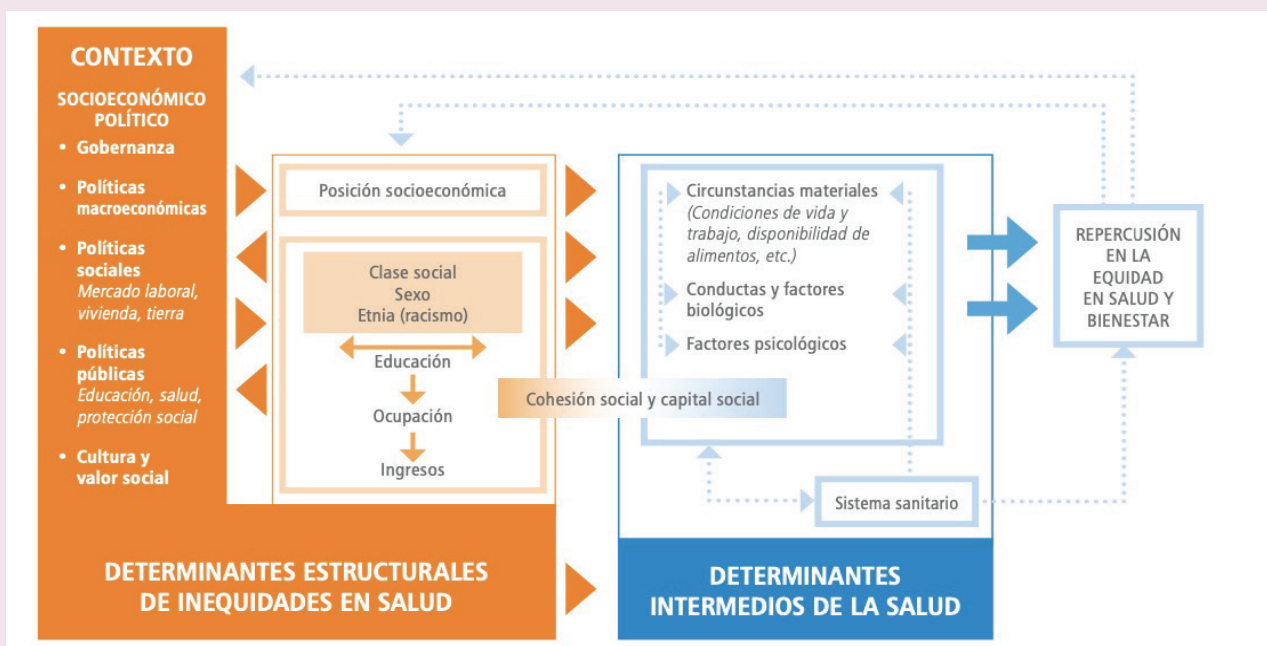 CONTEXTO
SOCIOECONÓMICO
POLÍTICO
• Gobernanza
• Políticas
macroeconómicas
• Políticas
sociales
Mercado laboral,
vivienda, tierra
• Políticas
públicas
Educación, salud,
protección social
• Cultura y
valor social
Posición socioeconómica
Clase social
Sexo
Etnia (racismo)
Educación
Ocupación
Ingresos
Cohesión social y capital social
Circunstancias materiales
(Condiciones de vida y
trabajo, disponibilidad de
alimentos, etc.)
Conductas y factores
biológicos
Factores psicológicos
Sistema sanitario
REPERCUSIÓN
EN LA
EQUIDAD
EN SALUD Y
BIENESTAR
DETERMINANTES ESTRUCTURALES
DE INEQUIDADES EN SALUD
DETERMINANTES
INTERMEDIOS DE LA SALUD